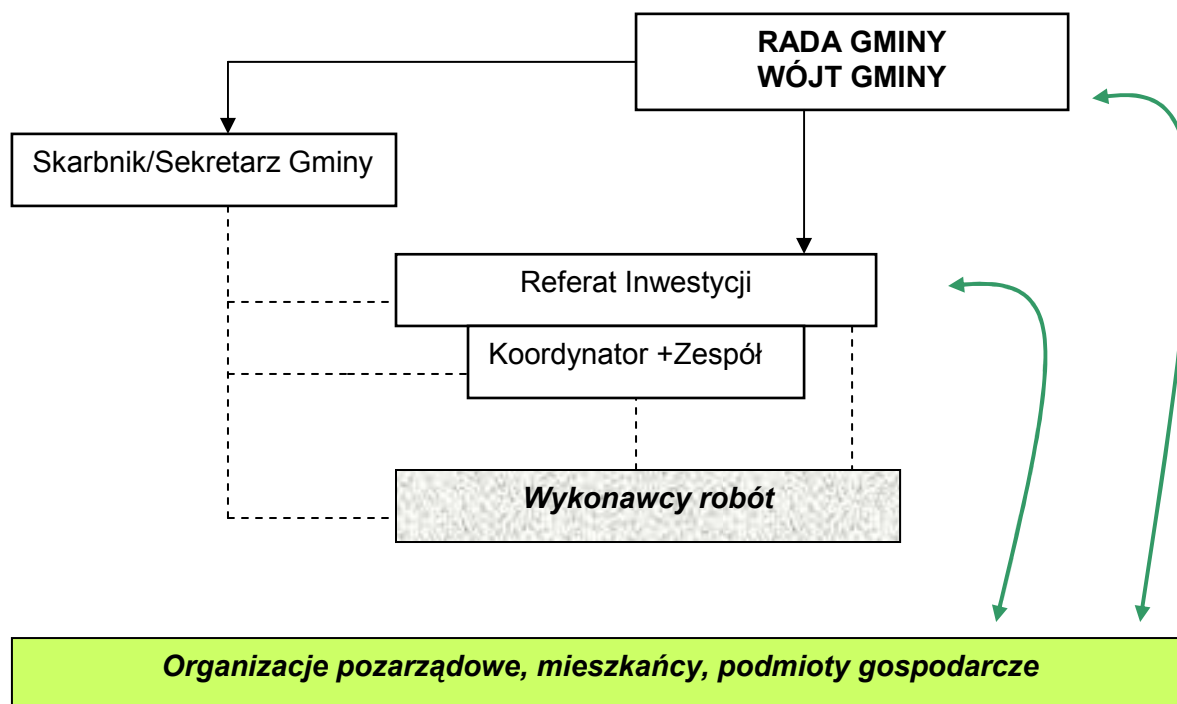 RADA GMINY
WÓJT GMINY
Skarbnik/Sekretarz Gminy
Referat Inwestycji
Koordynator +Zespół
Wykonawcy robót
Organizacje pozarządowe, mieszkańcy, podmioty gospodarcze